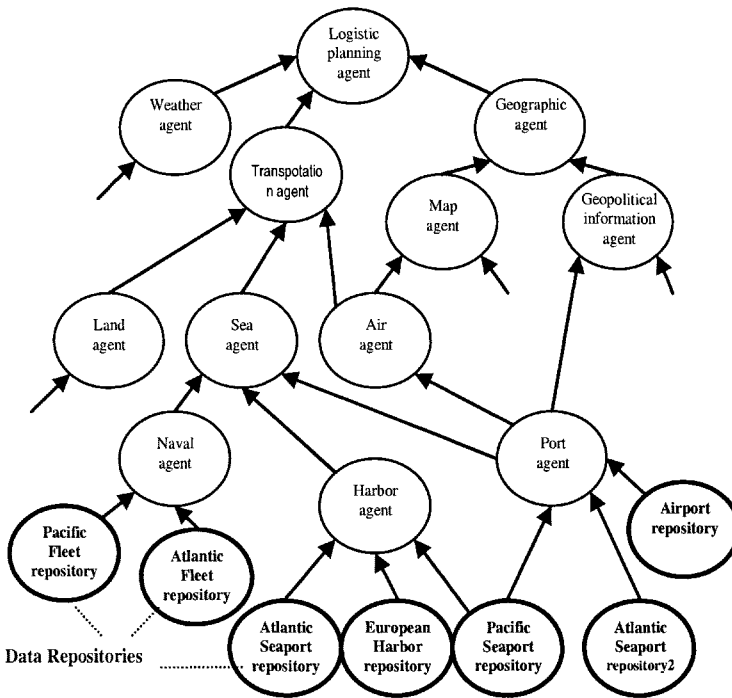 Logistic
planning
agent
Weather
agent
Geographic
agent
Transpotatio
n agent
Map
agent
Geopolitical
information
agent
Land
agent
Sea
agent
Air
agent
Naval
agent
Port
agent
Harbor
agent
Airport
repository
Pacific
Fleet
repository
Atlantic
Fleet
repository
Atlantic
Seaport
repository
European
Harbor
repository
Pacific
Seaport
repository
Atlantic
Seaport
repository2
Data Repositories